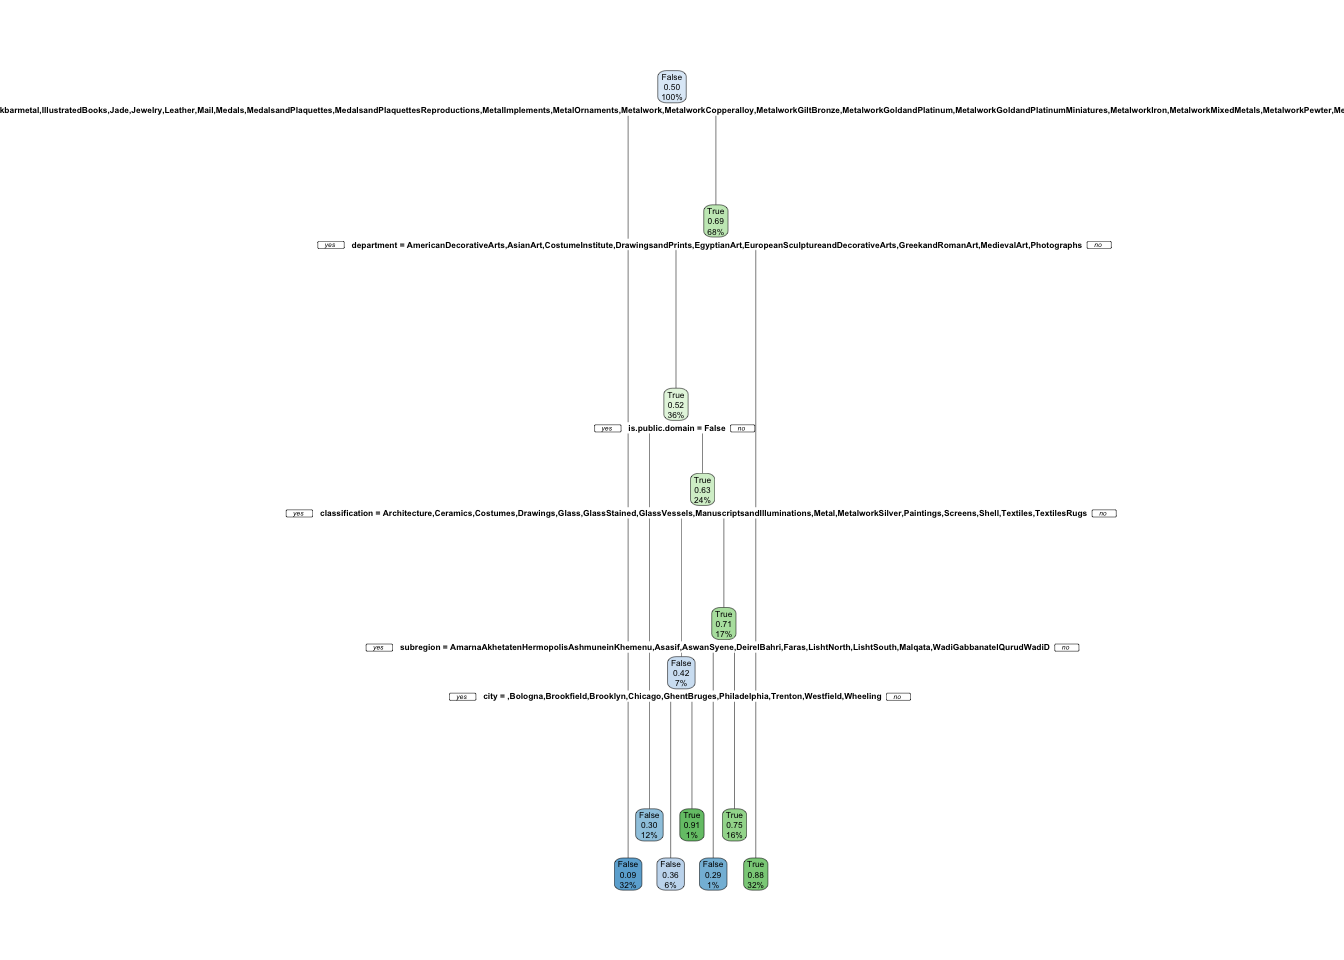 False
0.50
100%
kbarmetal,IllustratedBooks,Jade,Jewelry,Leather,Mail,Medals,MedalsandPlaquettes,MedalsandPlaquettesReproductions,MetalImplements,MetalOrnaments,Metalwork,MetalworkCopperalloy,MetalworkGiltBronze,MetalworkGoldandPlatinum,MetalworkGoldandPlatinumMiniatures,MetalworkIron,MetalworkMixedMetals,MetalworkPewter,Me
True
0.69
68%
yes department = AmericanDecorativeArts,AsianArt,CostumeInstitute,DrawingsandPrints,EgyptianArt,EuropeanSculptureandDecorativeArts,GreekandRomanArt,MedievalArt,Photographs no
True
0.52
36%
yes is.public.domain = False no
True
0.63
24%
yes classification = Architecture,Ceramics,Costumes,Drawings,Glass,GlassStained,GlassVessels,ManuscriptsandIlluminations,Metal,MetalworkSilver,Paintings,Screens,Shell,Textiles,TextilesRugs no
True
0.71
17%
yes subregion = AmarnaAkhetatenHermopolisAshmuneinKhemenu,Asasif,AswanSyene,DeirelBahri,Faras,LishtNorth,LishtSouth,Malqata,WadiGabbanatelQurudWadiD no
False
0.42
7%
yes city = ,Bologna,Brookfield,Brooklyn,Chicago,GhentBruges,Philadelphia,Trenton,Westfield,Wheeling no
False True True
0.30 0.91 0.75
12% 1% 16%
False False False True
0.09 0.36 0.29 0.88
32% 6% 1% 32%